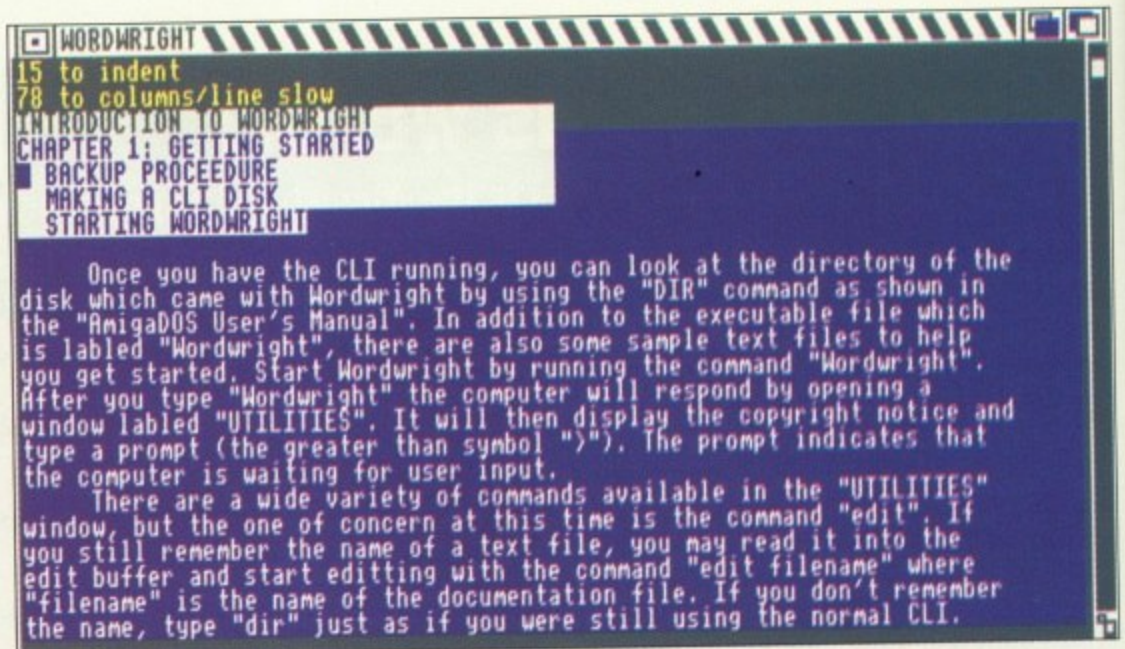 WORDWRIGHT
15 to indent
78 to columns/line slow
INTRODUCTION TO WORDWRIGHT
CHAPTER 1: GETTING STARTED
BACKUP PROCEEDURE
MAKING A CLI DISK
STARTING WORDWRIGHT
Once you have the CLI running, you can look at the directory of the
disk which came with Wordwright by using the "DIR" command as shown in
the "AmigaDOS User's Manual". In addition to the executable file which
is labled "Wordwright", there are also some sample text files to help
you get started. Start Wordwright by running the command "Wordwright".
After you type "Wordwright" the computer will respond by opening a
window labled "UTILITIES". It will then display the copyright notice and
type a prompt (the greater than symbol ">"). The prompt indicates that
the computer is waiting for user input.
There are a wide variety of commands available in the "UTILITIES"
window, but the one of concern at this time is the command "edit". If
you still remember the name of a text file, you may read it into the
edit buffer and start editting with the command "edit filename" where
"filename" is the name of the documentation file. If you don't remember
the name, type "dir" just as if you were still using the normal CLI.